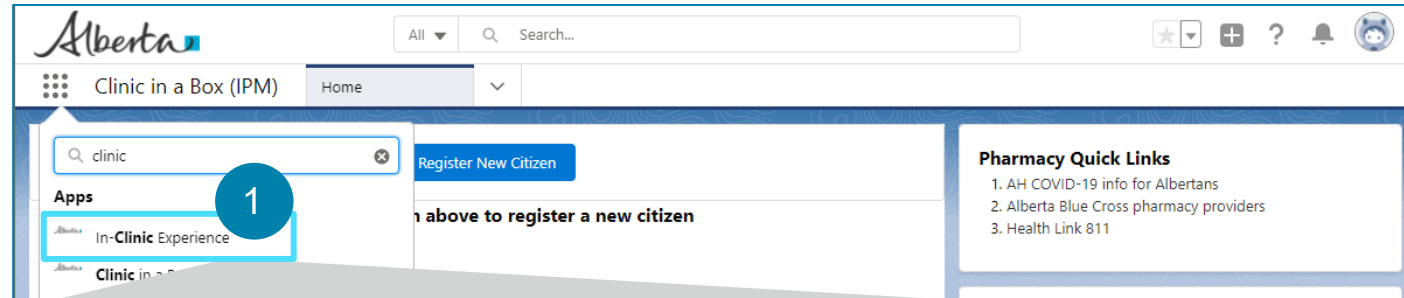 Alberta
All
Search...
?
Clinic in a Box (IPM)
Home
clinic
Register New Citizen
Apps
1
In-Clinic Experience
Clinic in a
n above to register a new citizen
Pharmacy Quick Links
1. AH COVID-19 info for Albertans
2. Alberta Blue Cross pharmacy providers
3. Health Link 811